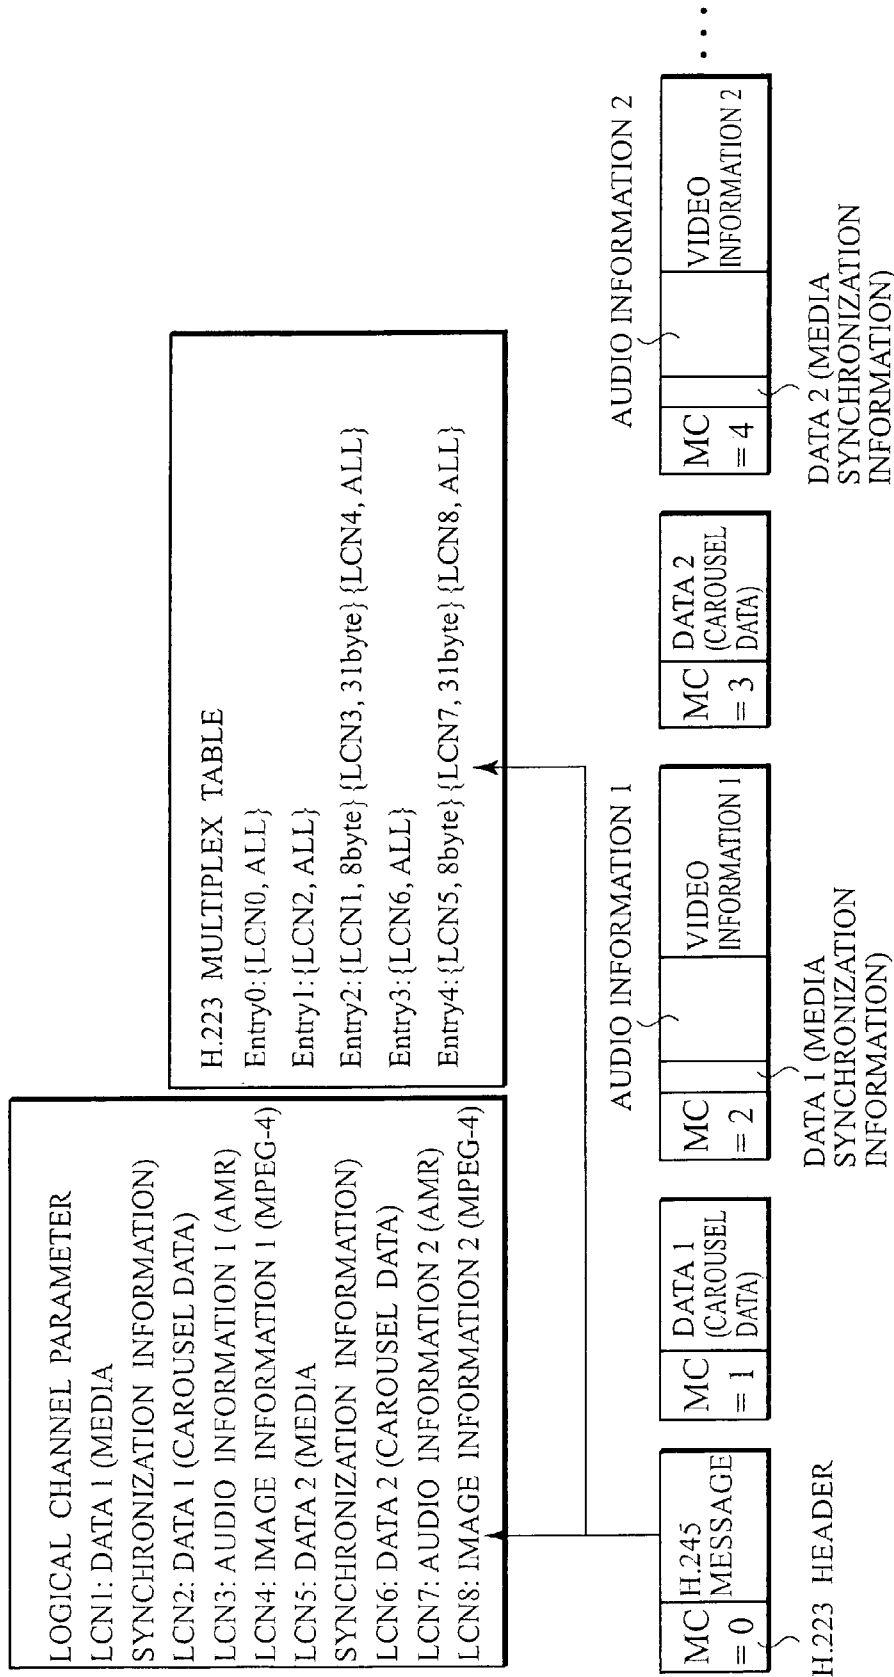 LOGICAL CHANNEL PARAMETER
LCN1: DATA 1 (MEDIA
SYNCHRONIZATION INFORMATION)
LCN2: DATA 1 (CAROUSEL DATA)
LCN3: AUDIO INFORMATION 1 (AMR)
LCN4: IMAGE INFORMATION 1 (MPEG-4)
LCN5: DATA 2 (MEDIA
SYNCHRONIZATION INFORMATION)
LCN6: DATA 2 (CAROUSEL DATA)
LCN7: AUDIO INFORMATION 2 (AMR)
LCN8: IMAGE INFORMATION 2 (MPEG-4)
H.223 MULTIPLEX TABLE
Entry0:{LCN0, ALL}
Entry1:{LCN2, ALL}
Entry2:{LCN1, 8byte}{LCN3, 31byte}{LCN4, ALL}
Entry3:{LCN6, ALL}
Entry4:{LCN5, 8byte}{LCN7, 31byte}{LCN8, ALL}
MC
= 0
H.245
MESSAGE
H.223 HEADER
MC
= 1
DATA 1
(CAROUSEL
DATA)
AUDIO INFORMATION 1
MC
= 2
VIDEO
INFORMATION 1
DATA 1 (MEDIA
SYNCHRONIZATION
INFORMATION)
MC
= 3
DATA 2
(CAROUSEL
DATA)
AUDIO INFORMATION 2
MC
= 4
VIDEO
INFORMATION 2
DATA 2 (MEDIA
SYNCHRONIZATION
INFORMATION)
...